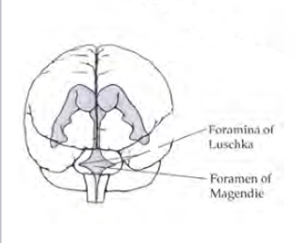 Foramina of
Luschka
Foramen of
Magendie